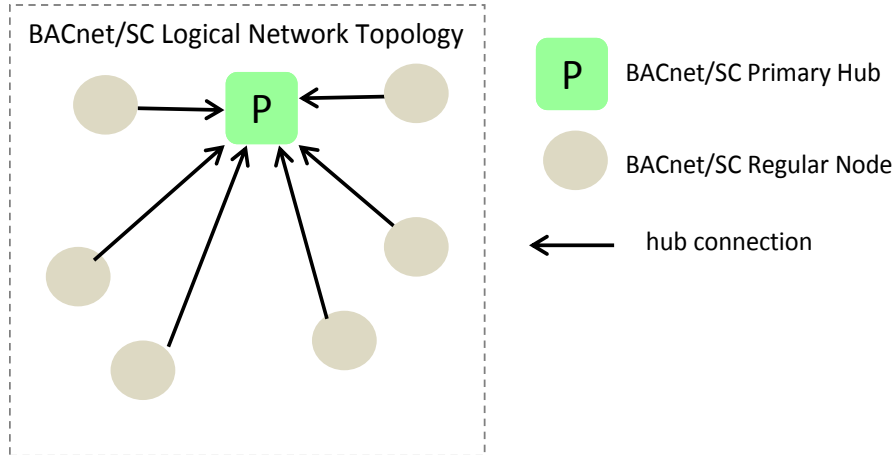 BACnet/SC Logical Network Topology
P
P
BACnet/SC Primary Hub
BACnet/SC Regular Node
hub connection